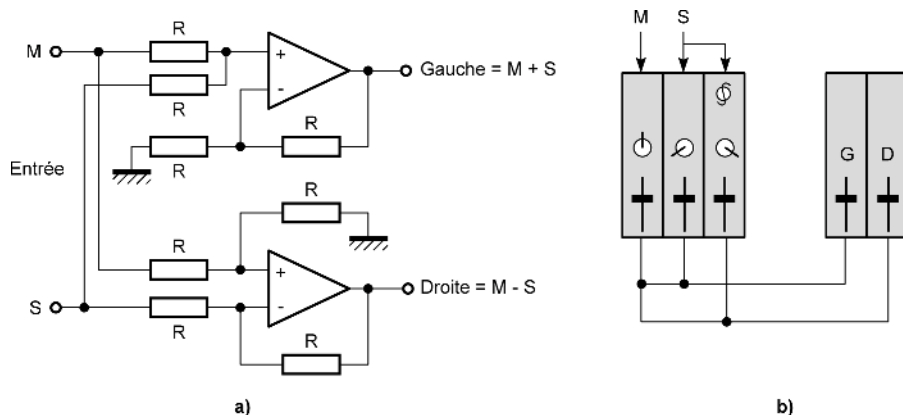 M
R
R
+
-
Gauche = M + S
R
R
Entrée
R
R
+
-
Droite = M - S
S
R
R
a)
M S
G D
b)